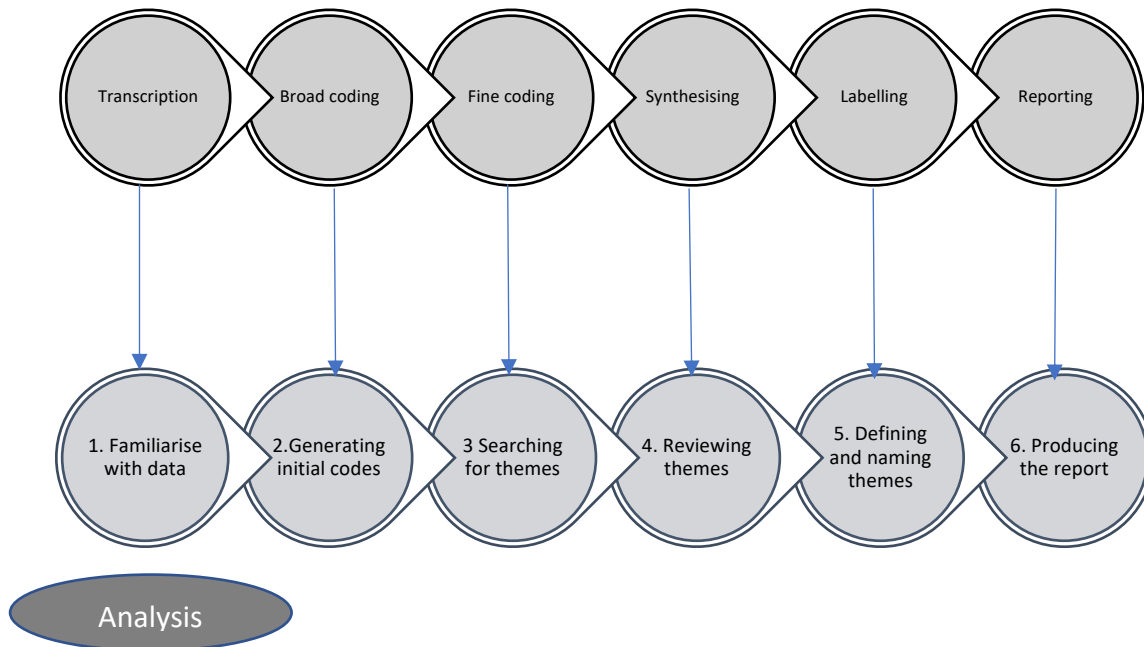 Transcription
Broad coding
Fine coding
Synthesising
Labelling
Reporting
1. Familiarise
with data
2.Generating
initial codes
3 Searching
for themes
4. Reviewing
themes
5. Defining
and naming
themes
6. Producing
the report
Analysis